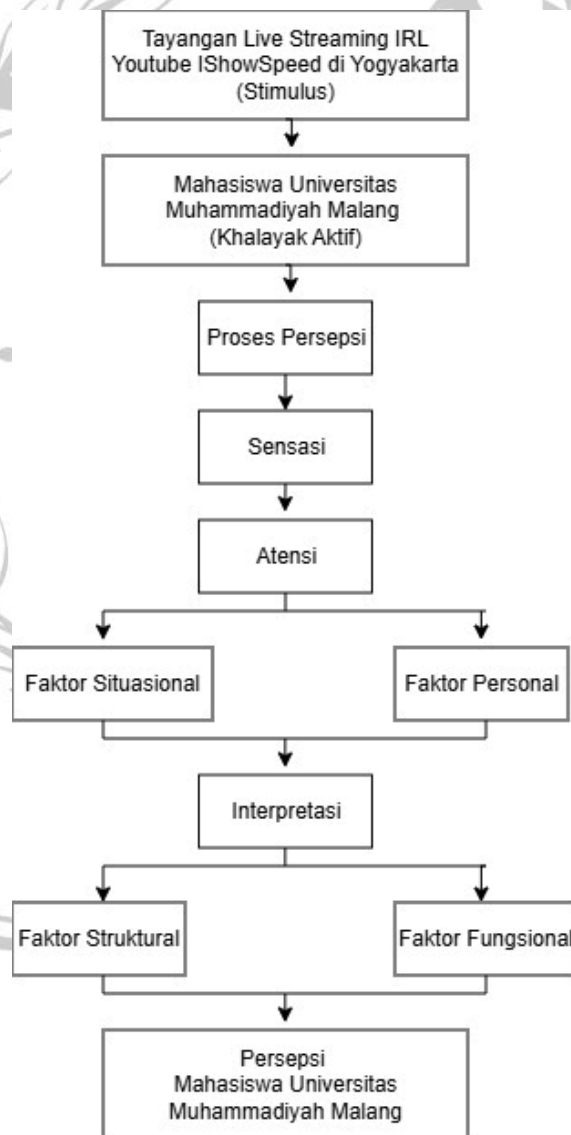 Tayangan Live Streaming IRL
Youtube IShowSpeed di Yogyakarta
(Stimulus)
Mahasiswa Universitas
Muhammadiyah Malang
(Khalayak Aktif)
Proses Persepsi
Sensasi
Atensi
Faktor Situasional
Faktor Personal
Interpretasi
Faktor Struktural
Faktor Fungsional
Persepsi
Mahasiswa Universitas
Muhammadiyah Malang